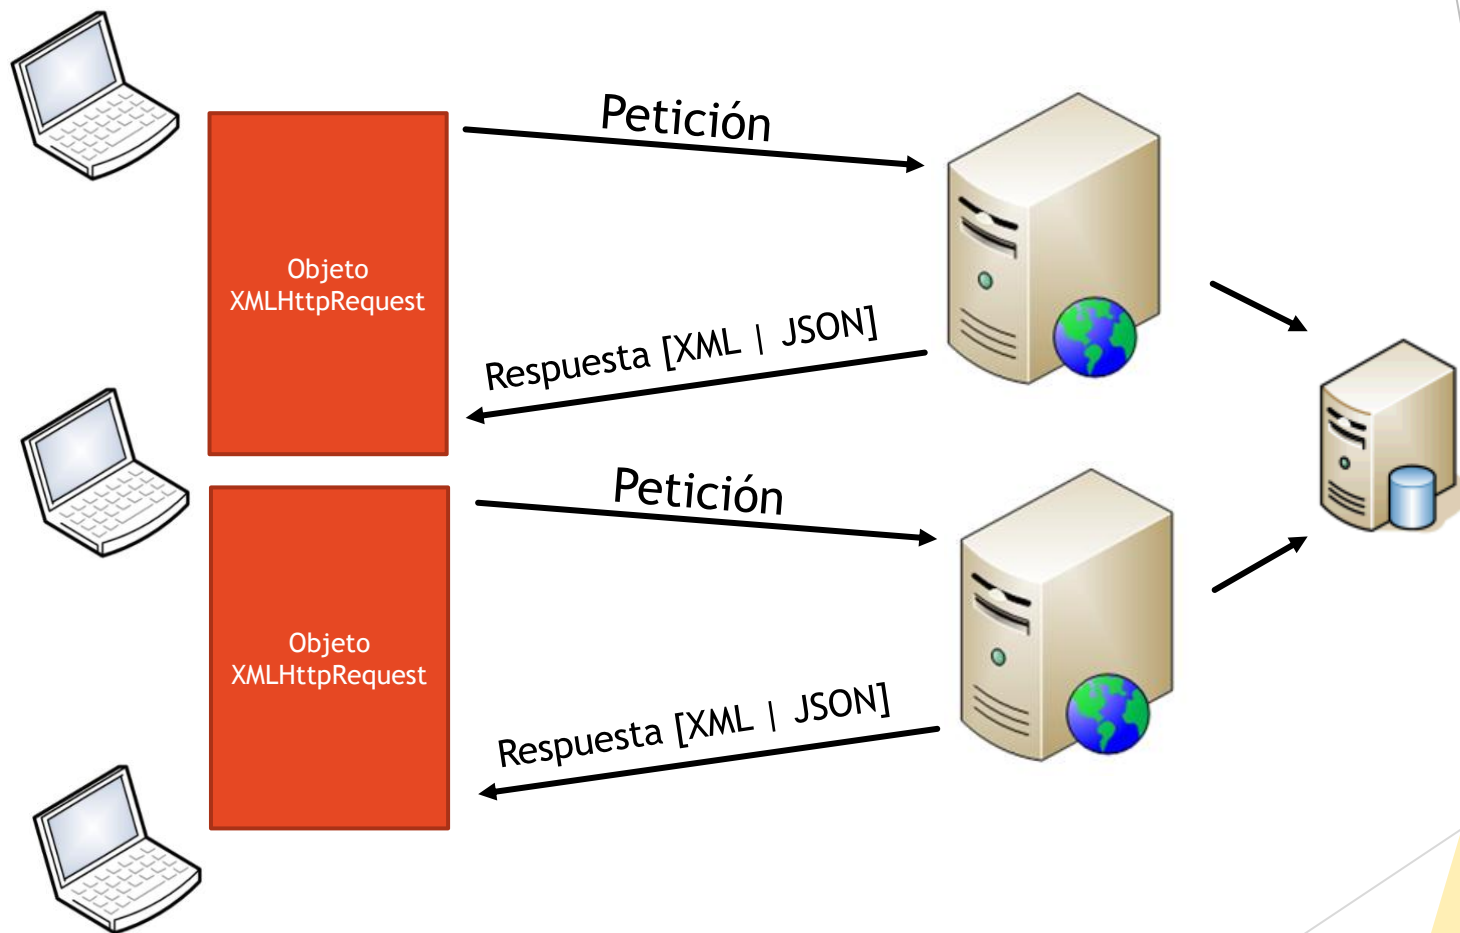 Petición
Objeto
XMLHttpRequest
Respuesta [XML | JSON]
Petición
Objeto
XMLHttpRequest
Respuesta [XML | JSON]